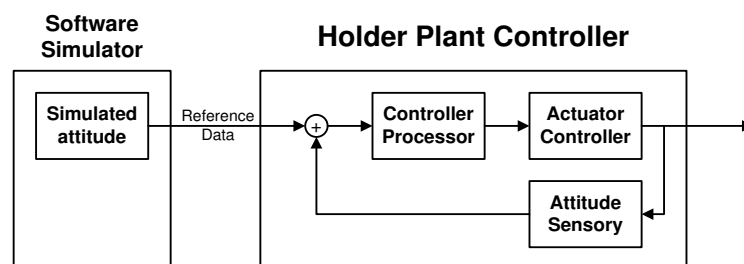 Software
Simulator
Holder Plant Controller
Simulated
attitude
Reference
Data
+
Controller
Processor
Actuator
Controller
Attitude
Sensory